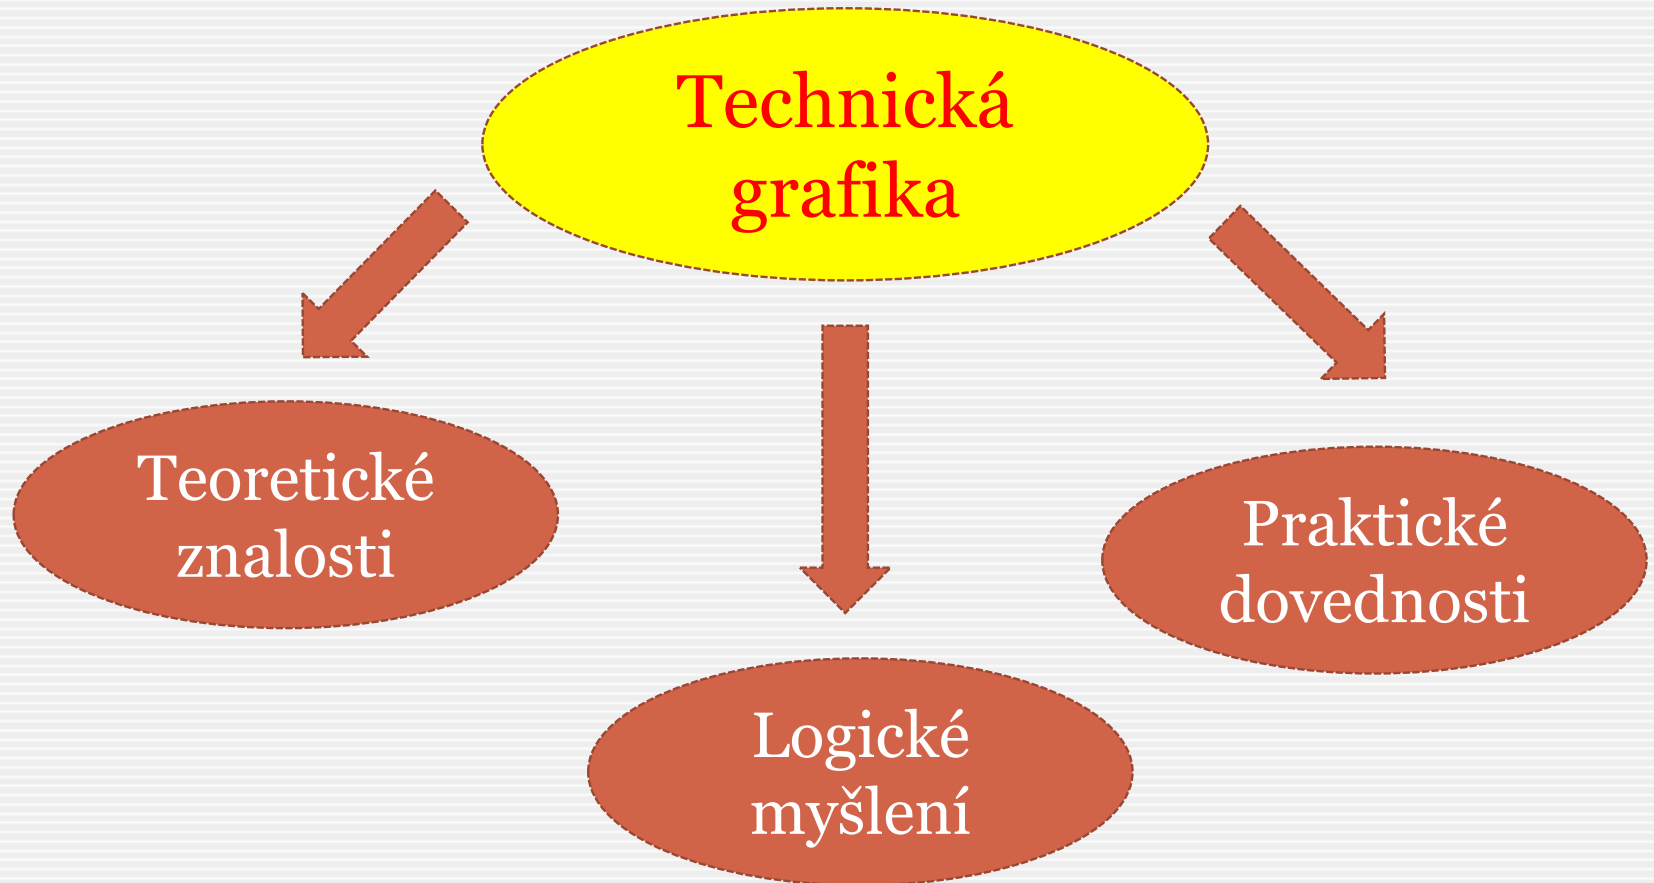 Technická
grafika
Teoretické
znalosti
Praktické
dovednosti
Logické
myšlení